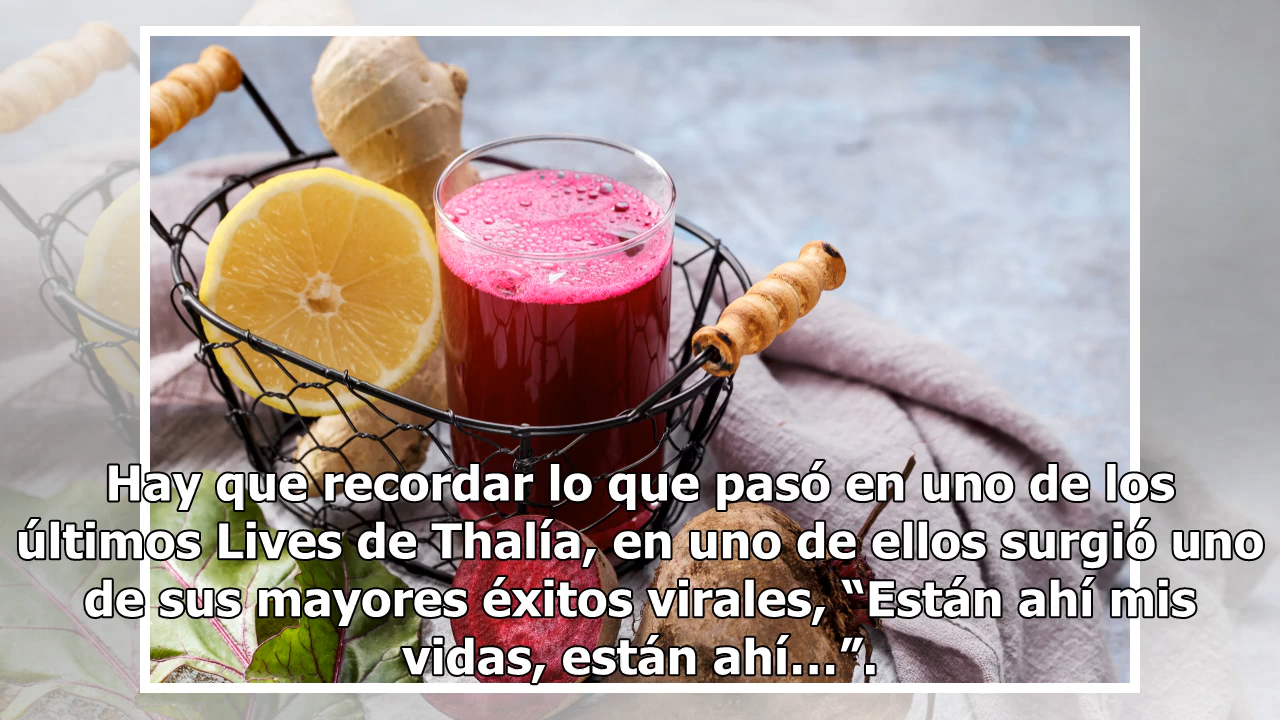 Hay que recordar lo que pasó en uno de los
últimos Lives de Thalía, en uno de ellos surgió uno
de sus mayores éxitos virales, “Están ahí mis
vidas, están ahí...”.